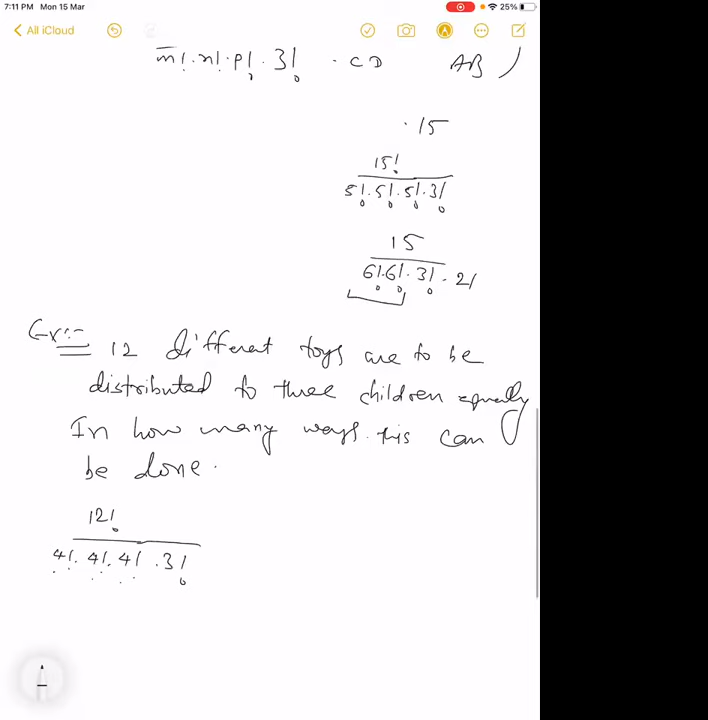 7:11 PM Mon 15 Mar
25%
All iCloud
m!. n!. p!. 3! . CD AB )
. 15
15!
5!. 5!. 5!. 3!
15
6!. 6!. 3! . 2!
Ex:- 12 different toys are to be
distributed to three children equally
In how many ways this can
be done.
12!
4!. 4!. 4! . 3!